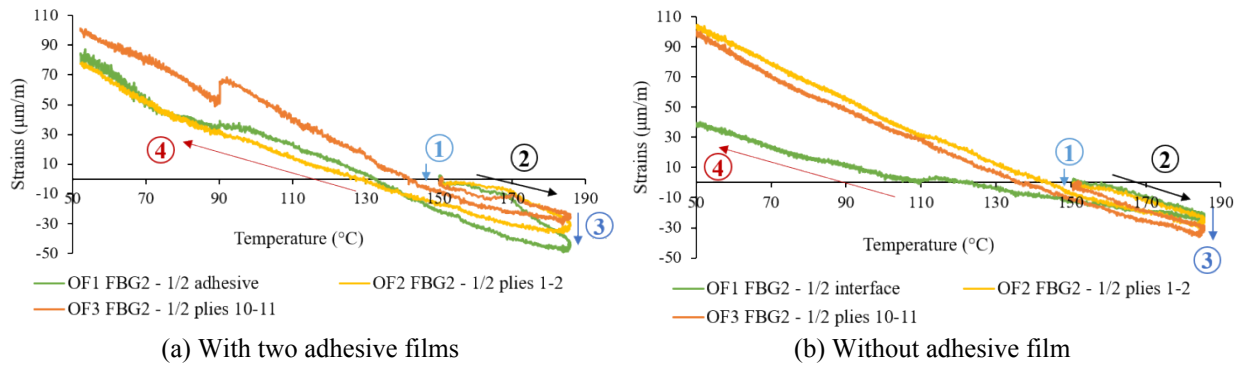 110
90
70
50
30
10
-10
-30
-50
Strains (µm/m)
50 70 90 110 130 150 170 190
Temperature (°C)
1
2
3
4
OF1 FBG2 - 1/2 adhesive
OF2 FBG2 - 1/2 plies 1-2
OF3 FBG2 - 1/2 plies 10-11
(a) With two adhesive films
110
90
70
50
30
10
-10
-30
-50
Strains (µm/m)
50 70 90 110 130 150 170 190
Temperature (°C)
1
2
3
4
OF1 FBG2 - 1/2 interface
OF2 FBG2 - 1/2 plies 1-2
OF3 FBG2 - 1/2 plies 10-11
(b) Without adhesive film